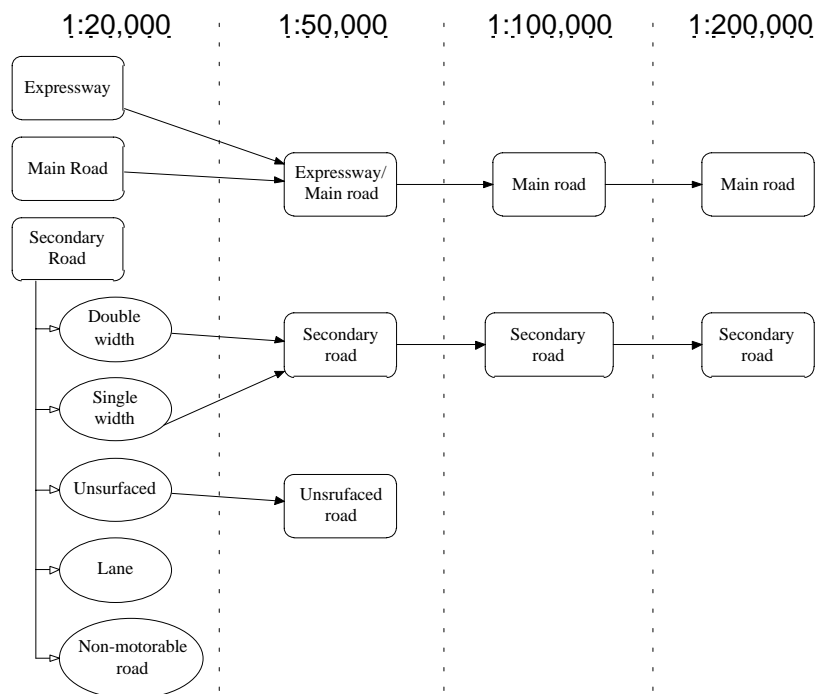 1:20,000 1:50,000 1:100,000 1:200,000
Expressway
Main Road
Expressway/
Main road
Main road
Main road
Secondary
Road
Double
width
Secondary
road
Secondary
road
Secondary
road
Single
width
Unsurfaced
Unsrufaced
road
Lane
Non-motorable
road